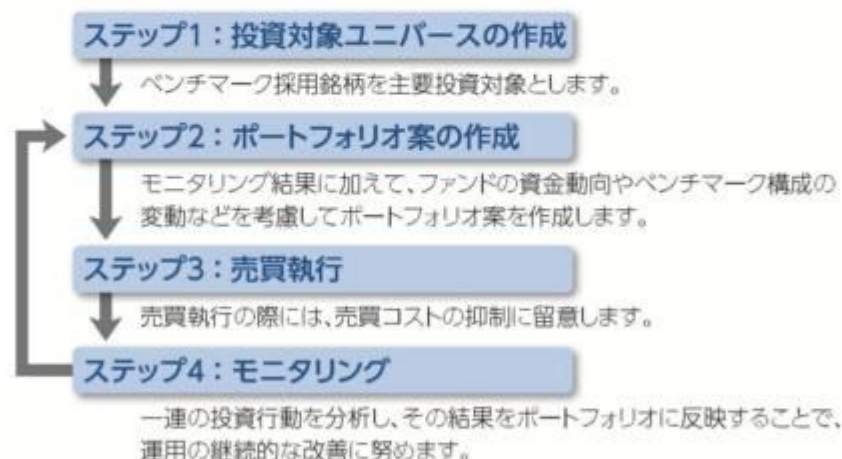 ステップ1：投資対象ユニバースの作成
ベンチマーク採用銘柄を主要投資対象とします。
ステップ2：ポートフォリオ案の作成
モニタリング結果に加えて、ファンドの資金動向やベンチマーク構成の
変動などを考慮してポートフォリオ案を作成します。
ステップ3：売買執行
売買執行の際には、売買コストの抑制に留意します。
ステップ4：モニタリング
一連の投資行動を分析し、その結果をポートフォリオに反映することで、
運用の継続的な改善に努めます。